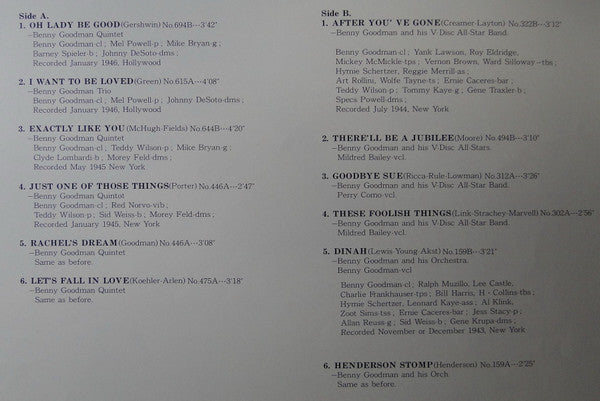 Side A.
1. OH LADY BE GOOD(Gershwin) No.694B---3'42"
-Benny Goodman Quintet
Benny Goodman-cl ; Mel Powell-p ; Mike Bryan-g ;
Barney Spieler-b ; Johnny DeSoto-dms ;
Recorded January 1946, Hollywood
2. I WANT TO BE LOVED(Green) No.615A---4'08"
-Benny Goodman Trio
Benny Goodman-cl ; Mel Powell-p ; Johnny DeSoto-dms ;
Recorded January 1946, Hollywood
3. EXACTLY LIKE YOU(McHugh-Fields) No.644B---4'20"
-Benny Goodman Quintet
Benny Goodman-cl ; Teddy Wilson-p ; Mike Bryan-g ;
Clyde Lombardi-b ; Morey Feld-dms ;
Recorded May 1945 New York
4. JUST ONE OF THOSE THINGS(Porter) No.446A---2'47"
-Benny Goodman Quintet
Benny Goodman-cl ; Red Norvo-vib ;
Teddy Wilson-p ; Sid Weiss-b ; Morey Feld-dms ;
Recorded January 1945, New York
5. RACHEL'S DREAM(Goodman) No.446A---3'08"
-Benny Goodman Quintet
Same as before.
6. LET'S FALL IN LOVE(Koehler-Arlen) No.475A---3'18"
-Benny Goodman Quintet
Same as before.
Side B.
1. AFTER YOU' VE GONE(Creamer-Layton) No.322B---3'12"
-Benny Goodman and his V Disc All-Star Band.
Benny Goodman-cl ; Yank Lawson, Roy Eldridge,
Mickey McMickle-tps ; Vernon Brown, Ward Silloway-tbs ;
Hymie Schertzer, Reggie Merrill-as ;
Art Rollini, Wolfe Tayne-ts ; Ernie Caceres-bar ;
Teddy Wilson-p ; Tommy Kaye-g ; Gene Traxler-b ;
Specs Powell-dms ;
Recorded July 1944, New York
2. THERE'LL BE A JUBILEE(Moore) No.494B---3'10"
-Benny Goodman and his V-Disc All-Stars.
Mildred Bailey-vcl.
3. GOODBYE SUE(Ricca-Rule-Lowman) No.312A---3'26"
-Benny Goodman and his V-Disc All-Star Band.
Perry Como vcl
4. THESE FOOLISH THINGS(Link-Strachey-Marvell) No.302A---2'56"
-Benny Goodman and his V-Disc All-Star Band.
Mildred Bailey-vcl.
5. DINAH(Lewis-Young-Akst) No.159B---3'21"
-Benny Goodman and his Orchestra.
Benny Goodman-vcl
Benny Goodman-cl ; Ralph Muzillo, Lee Castle,
Charlie Frankhauser-tps ; Bill Harris, H - Collins-tbs ;
Hymie Schertzer, Leonard Kaye-ass ; Al Klink,
Zoot Sims-tss ; Ernie Caceres-bar ; Jess Stacy-p ;
Allan Reuss-g ; Sid Weiss-b ; Gene Krupa-dms ;
Recorded November or December 1943, New York
6. HENDERSON STOMP(Henderson) No.159A---2'25"
-Benny Goodman and his Orch.
Same as before.